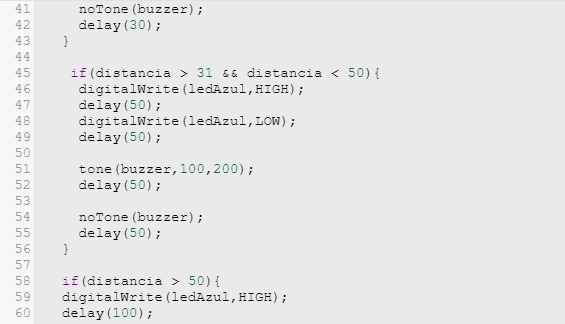 41 noTone(buzzer);
42 delay(30);
43 }
44
45 if(distancia > 31 && distancia < 50){
46 digitalWrite(ledAzul,HIGH);
47 delay(50);
48 digitalWrite(ledAzul,LOW);
49 delay(50);
50
51 tone(buzzer,100,200);
52 delay(50);
53
54 noTone(buzzer);
55 delay(50);
56 }
57
58 if(distancia > 50){
59 digitalWrite(ledAzul,HIGH);
60 delay(100);